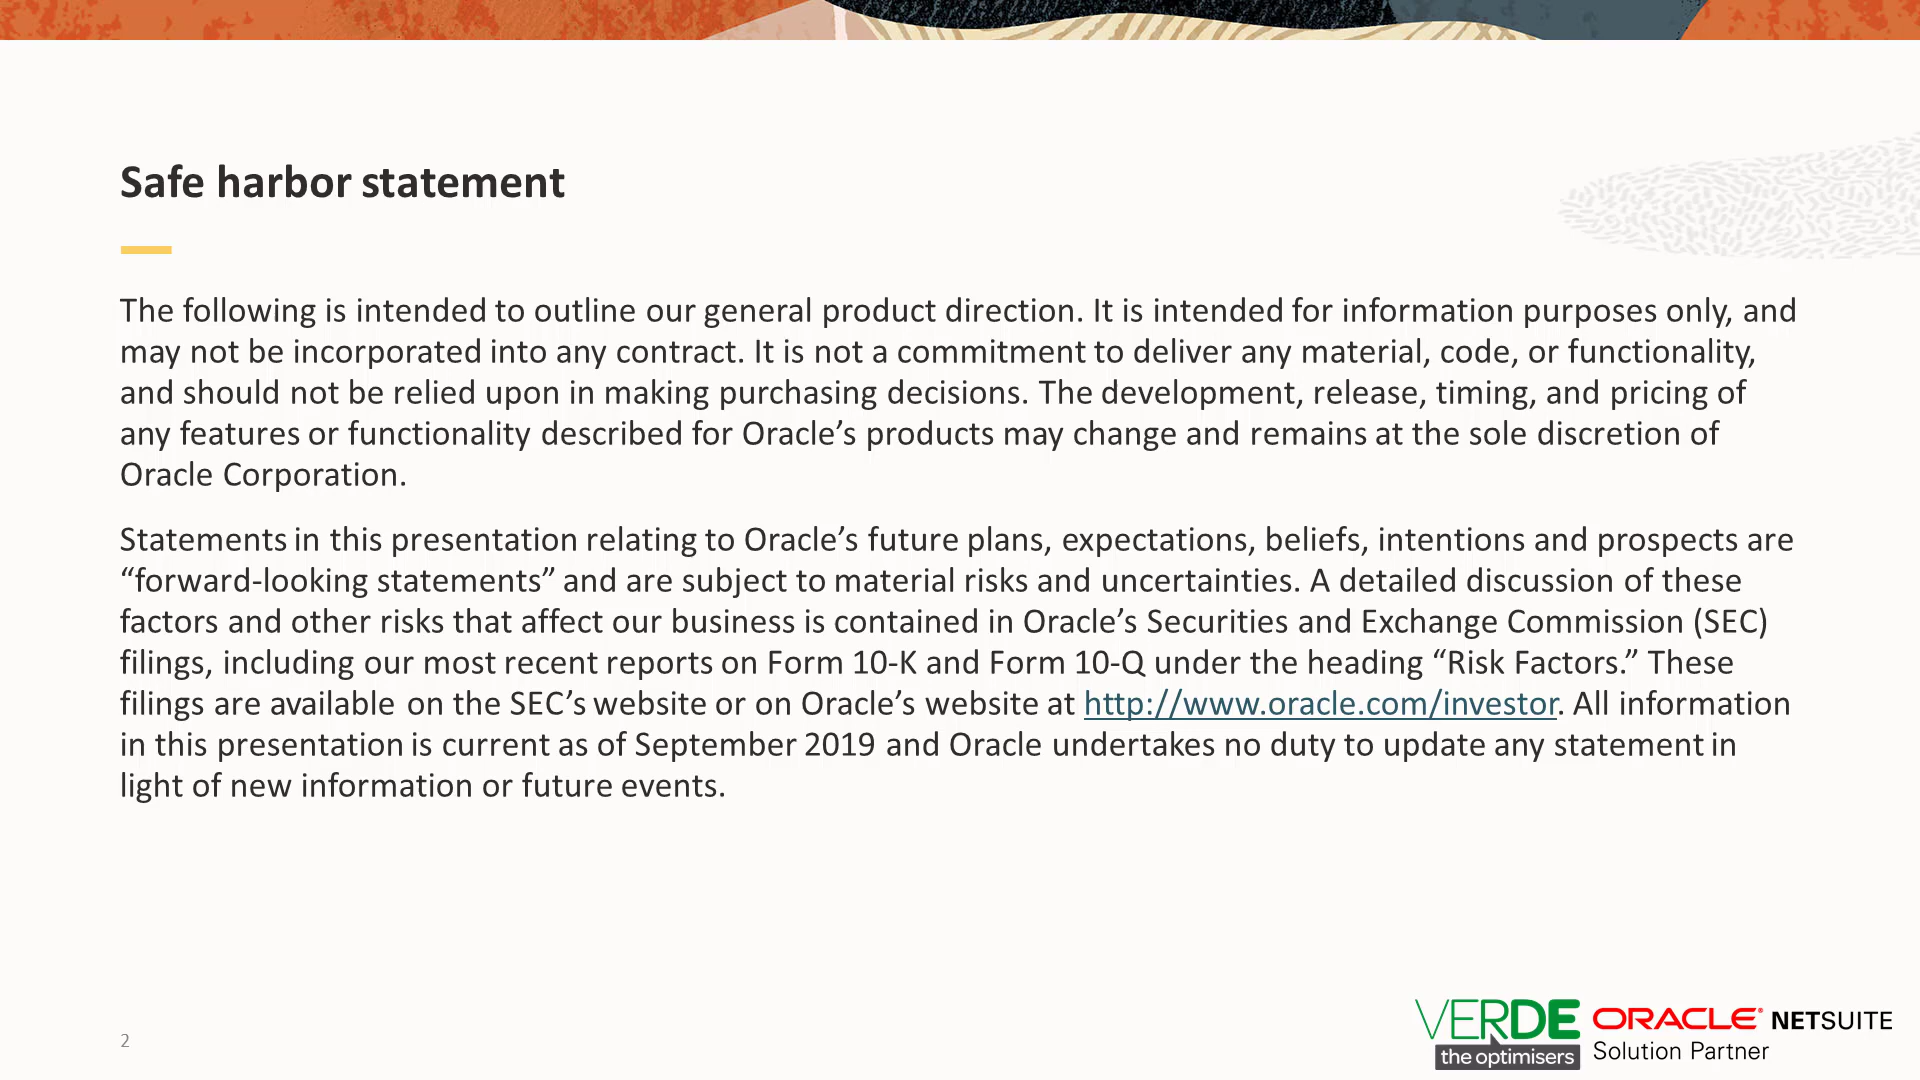 Safe harbor statement
The following is intended to outline our general product direction. It is intended for information purposes only, and
may not be incorporated into any contract. It is not a commitment to deliver any material, code, or functionality,
and should not be relied upon in making purchasing decisions. The development, release, timing, and pricing of
any features or functionality described for Oracle’s products may change and remains at the sole discretion of
Oracle Corporation.
Statements in this presentation relating to Oracle’s future plans, expectations, beliefs, intentions and prospects are
“forward-looking statements” and are subject to material risks and uncertainties. A detailed discussion of these
factors and other risks that affect our business is contained in Oracle’s Securities and Exchange Commission (SEC)
filings, including our most recent reports on Form 10-K and Form 10-Q under the heading “Risk Factors.” These
filings are available on the SEC’s website or on Oracle’s website at http://www.oracle.com/investor. All information
in this presentation is current as of September 2019 and Oracle undertakes no duty to update any statement in
light of new information or future events.
2
VERDE
the optimisers
ORACLE® NETSUITE
Solution Partner